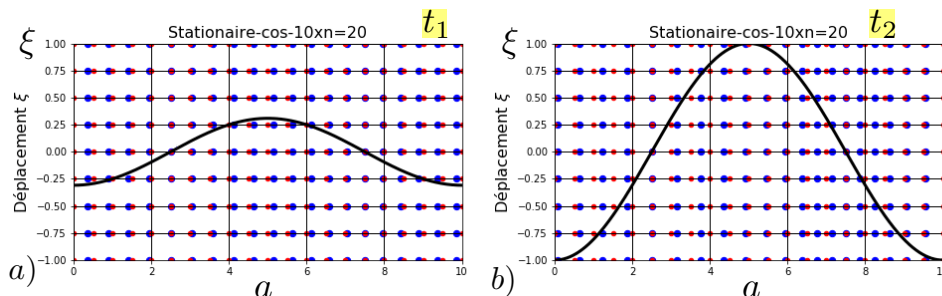 t1
t2
ξ
Stationaire-cos-10xn=20
ξ
Stationaire-cos-10xn=20
Déplacement ξ
1.00
0.75
0.50
0.25
0.00
−0.25
−0.50
−0.75
−1.00
0 2 4 6 8 10
a)
a
Déplacement ξ
1.00
0.75
0.50
0.25
0.00
−0.25
−0.50
−0.75
−1.00
0 2 4 6 8 1
b)
a